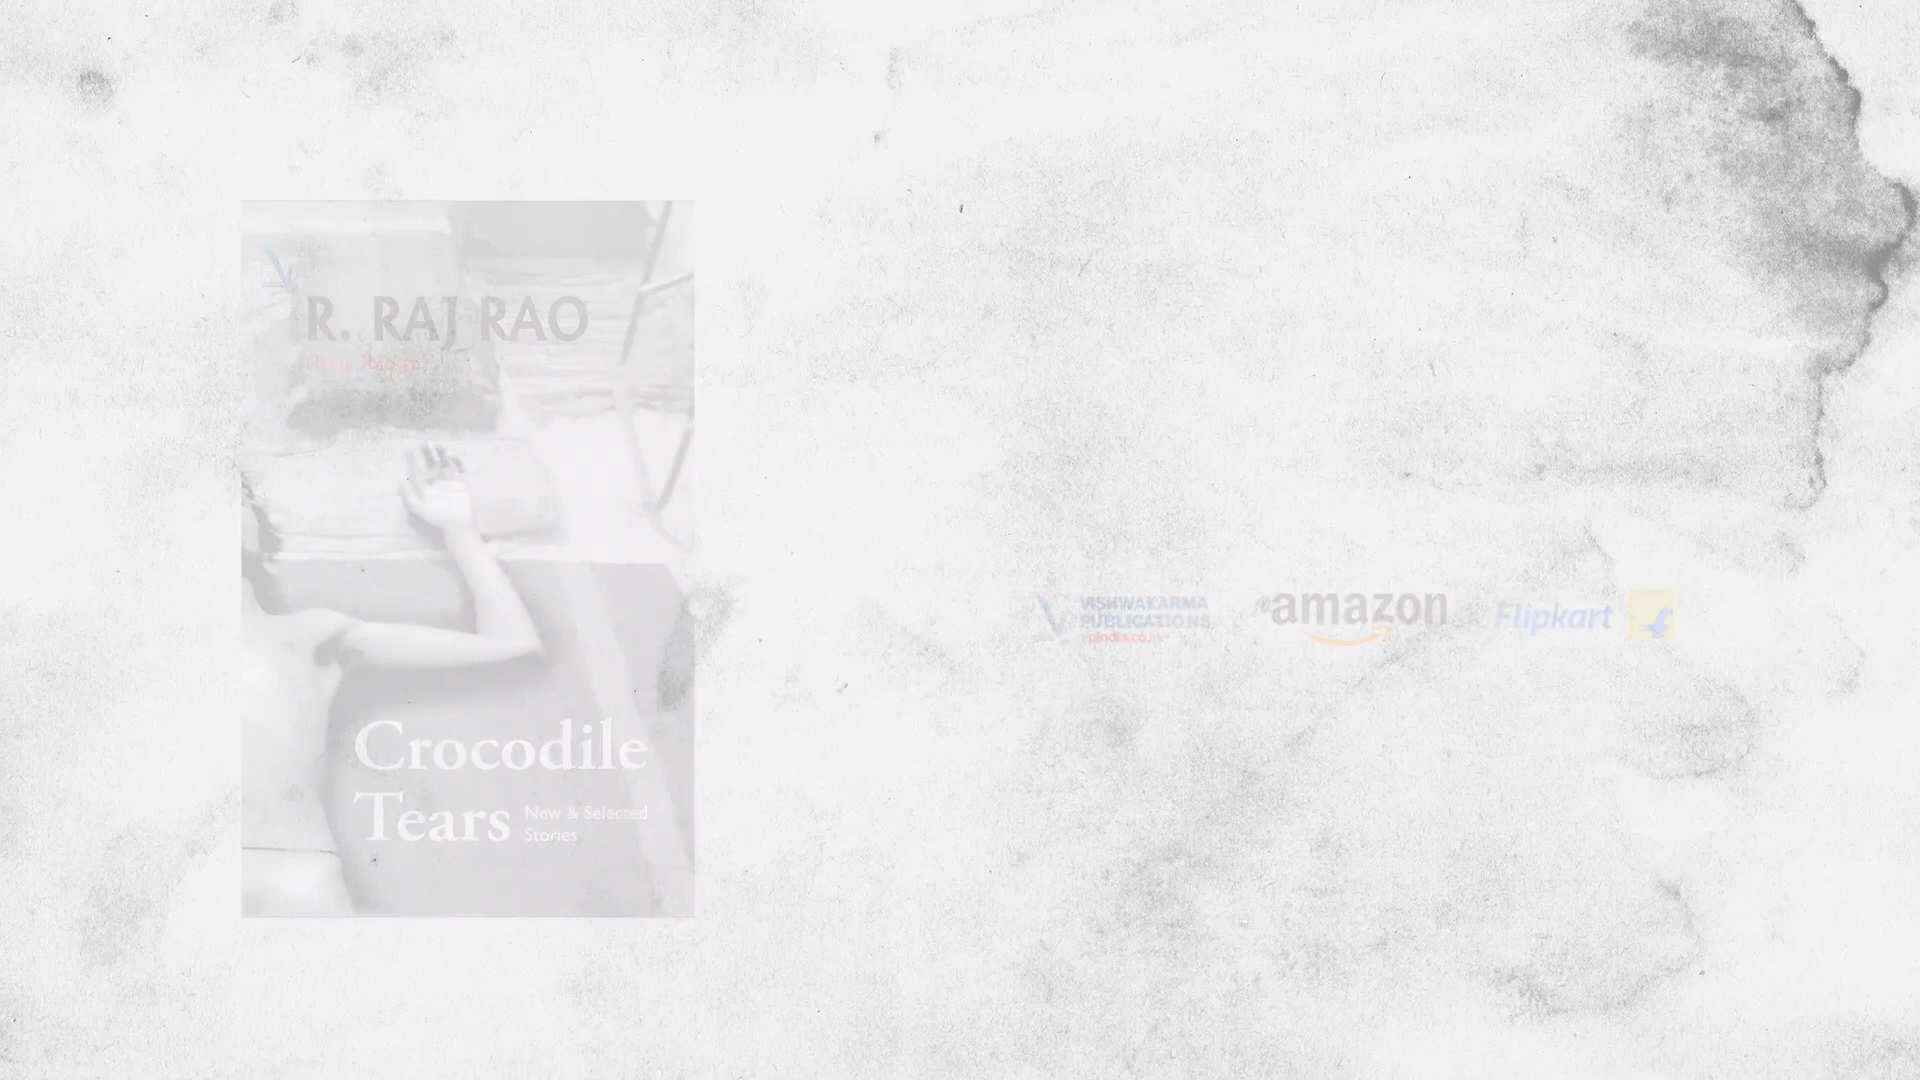 R. RAJ RAO
Crocodile
Tears
New & Selected
Stories
VISHWAKARMA
PUBLICATIONS
amazon
Flipkart